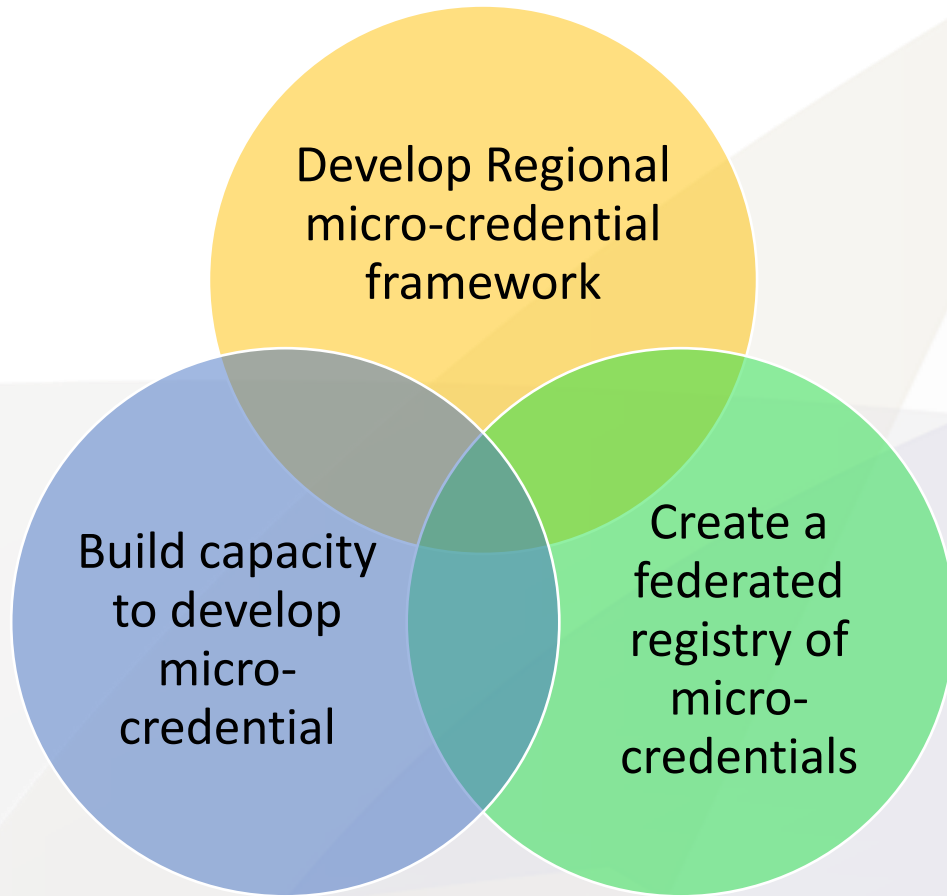 Develop Regional
micro-credential
framework
Build capacity
to develop
micro-
credential
Create a
federated
registry of
micro-
credentials